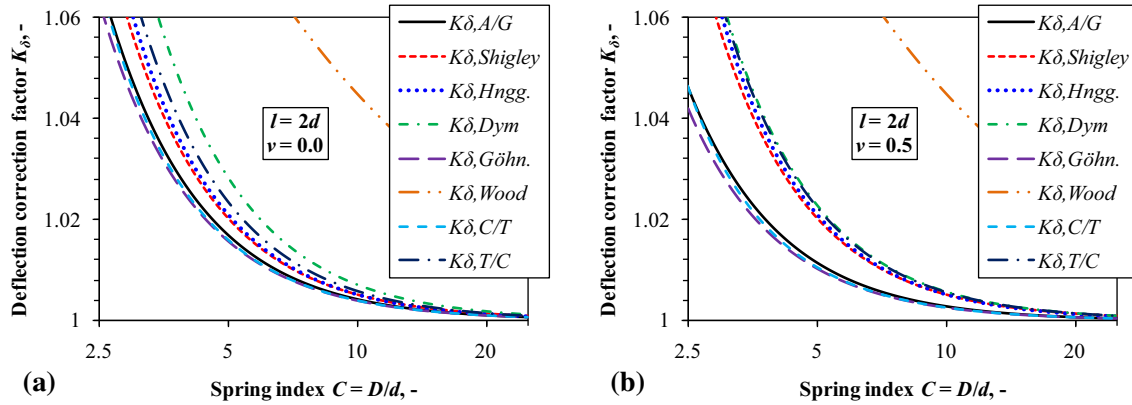 Deflection correction factor Kδ, -
1.06
1.04
1.02
1
2.5
5
10
20
l = 2d
ν = 0.0
Kδ,A/G
Kδ,Shigley
Kδ,Hngg.
Kδ,Dym
Kδ,Göhn.
Kδ,Wood
Kδ,C/T
Kδ,T/C
(a)
Spring index C = D/d, -
Deflection correction factor Kδ, -
1.06
1.04
1.02
1
2.5
5
10
20
l = 2d
ν = 0.5
Kδ,A/G
Kδ,Shigley
Kδ,Hngg.
Kδ,Dym
Kδ,Göhn.
Kδ,Wood
Kδ,C/T
Kδ,T/C
(b)
Spring index C = D/d, -